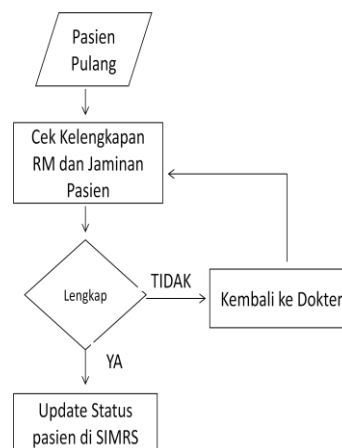 Pasien
Pulang
Cek Kelengkapan
RM dan Jaminan
Pasien
Lengkap
TIDAK
Kembali ke Dokter
YA
Update Status
pasien di SIMRS